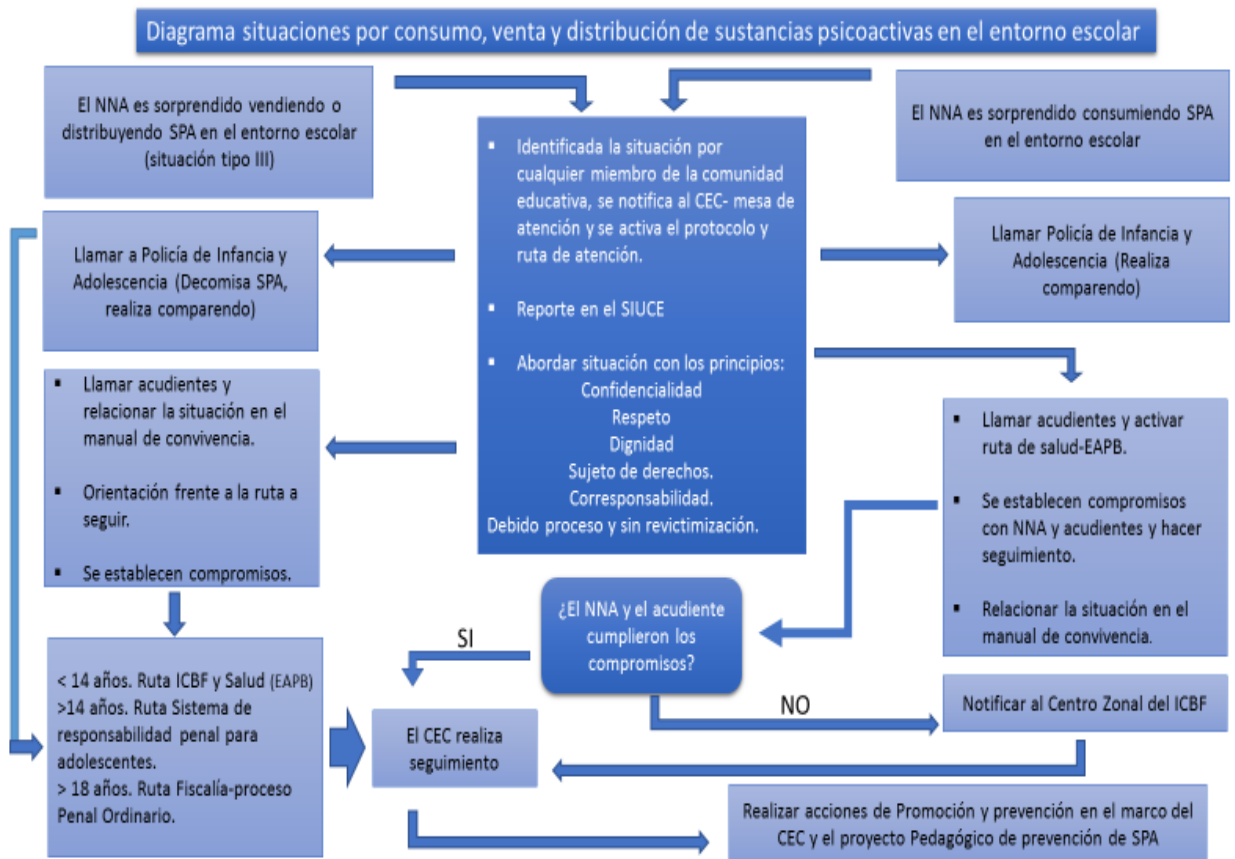 Diagrama situaciones por consumo, venta y distribución de sustancias psicoactivas en el entorno escolar
El NNA es sorprendido vendiendo o
distribuyendo SPA en el entorno escolar
(situación tipo III)
El NNA es sorprendido consumiendo SPA
en el entorno escolar
▪ Identificada la situación por
cualquier miembro de la comunidad
educativa, se notifica al CEC- mesa de
atención y se activa el protocolo y
ruta de atención.
▪ Reporte en el SIUCE
▪ Abordar situación con los principios:
Confidencialidad
Respeto
Dignidad
Sujeto de derechos.
Corresponsabilidad.
Debido proceso y sin revictimización.
Llamar a Policía de Infancia y
Adolescencia (Decomisa SPA,
realiza comparendo)
Llamar Policía de Infancia y
Adolescencia (Realiza
comparendo)
▪ Llamar acudientes y
relacionar la situación en el
manual de convivencia.
▪ Orientación frente a la ruta a
seguir.
▪ Se establecen compromisos.
▪ Llamar acudientes y activar
ruta de salud-EAPB.
▪ Se establecen compromisos
con NNA y acudientes y hacer
seguimiento.
▪ Relacionar la situación en el
manual de convivencia.
¿El NNA y el acudiente
cumplieron los
compromisos?
SI
NO
< 14 años. Ruta ICBF y Salud (EAPB)
>14 años. Ruta Sistema de
responsabilidad penal para
adolescentes.
> 18 años. Ruta Fiscalía-proceso
Penal Ordinario.
El CEC realiza
seguimiento
Notificar al Centro Zonal del ICBF
Realizar acciones de Promoción y prevención en el marco del
CEC y el proyecto Pedagógico de prevención de SPA